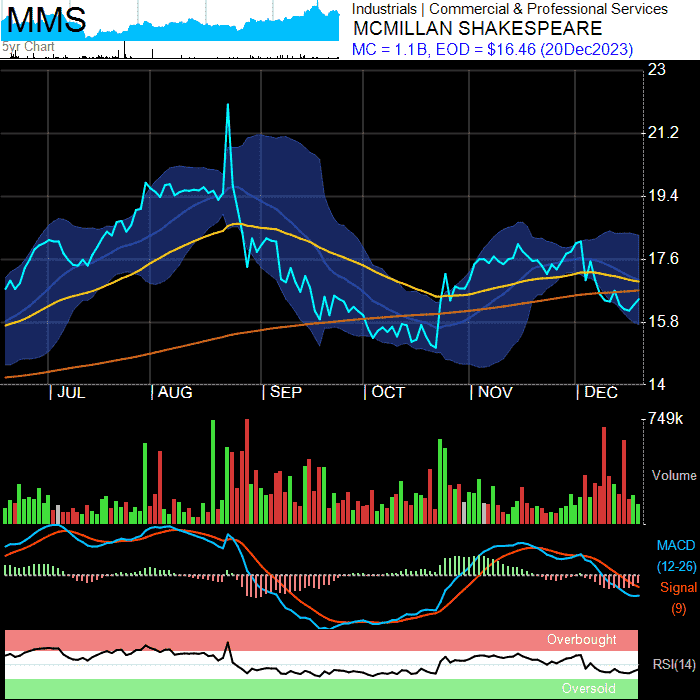 MMS
5yr Chart
Industrials | Commercial & Professional Services
MCMILLAN SHAKESPEARE
MC = 1.1B, EOD = $16.46 (20Dec2023)
23
21.2
19.4
17.6
15.8
14
JUL AUG SEP OCT NOV DEC
749k
Volume
MACD
(12-26)
Signal
(9)
Overbought
RSI(14)
Oversold